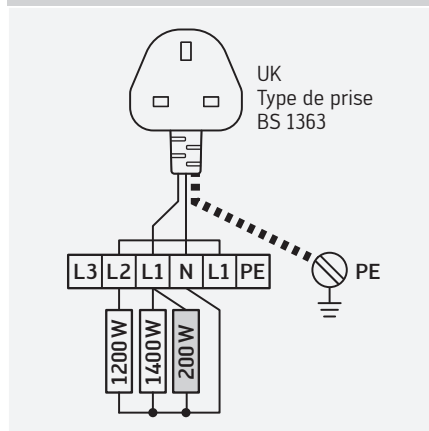 UK
Type de prise
BS 1363
L3 L2 L1 N L1 PE
PE
1200 W
1400 W
200 W